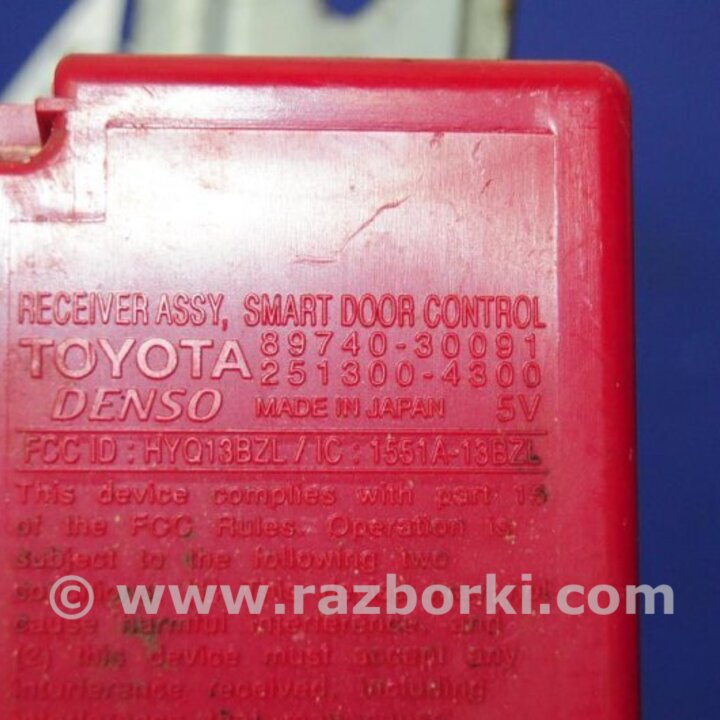 RECEIVER ASSY, SMART DOOR CONTROL
TOYOTA 89740-30091
251300-4300
DENSO MADE IN JAPAN 5V
FCC ID : HYQ13BZL / IC : 1551A-13BZL
This device complies with part 15
of the FCC Rules. Operation is
subject to the following two
© www.razborki.com
cause harmful interference, and
(2) this device must accept any
interference received, including